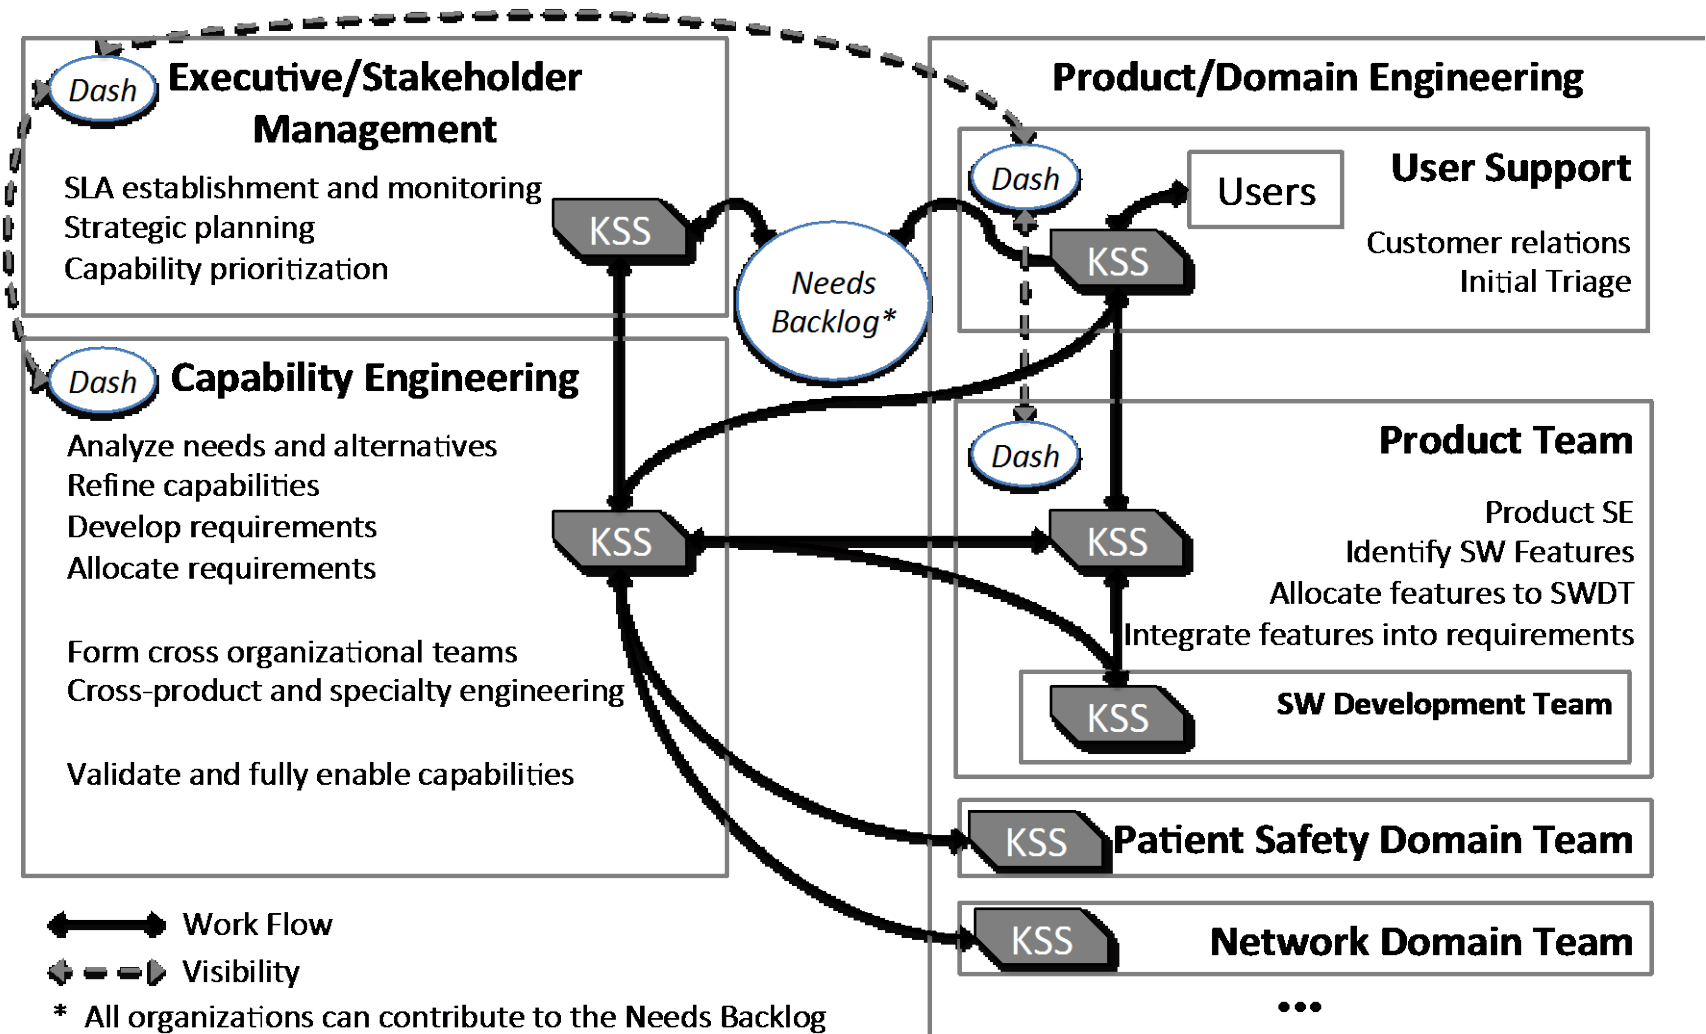 Dash
Executive/Stakeholder
Management
SLA establishment and monitoring
Strategic planning
Capability prioritization
KSS
Needs
Backlog*
Product/Domain Engineering
Dash
Users
User Support
KSS
Customer relations
Initial Triage
Dash
Capability Engineering
Analyze needs and alternatives
Refine capabilities
Develop requirements
Allocate requirements
KSS
Form cross organizational teams
Cross-product and specialty engineering
Validate and fully enable capabilities
Dash
Product Team
KSS
Product SE
Identify SW Features
Allocate features to SWDT
Integrate features into requirements
KSS
SW Development Team
KSS
Patient Safety Domain Team
KSS
Network Domain Team
...
Work Flow
Visibility
* All organizations can contribute to the Needs Backlog